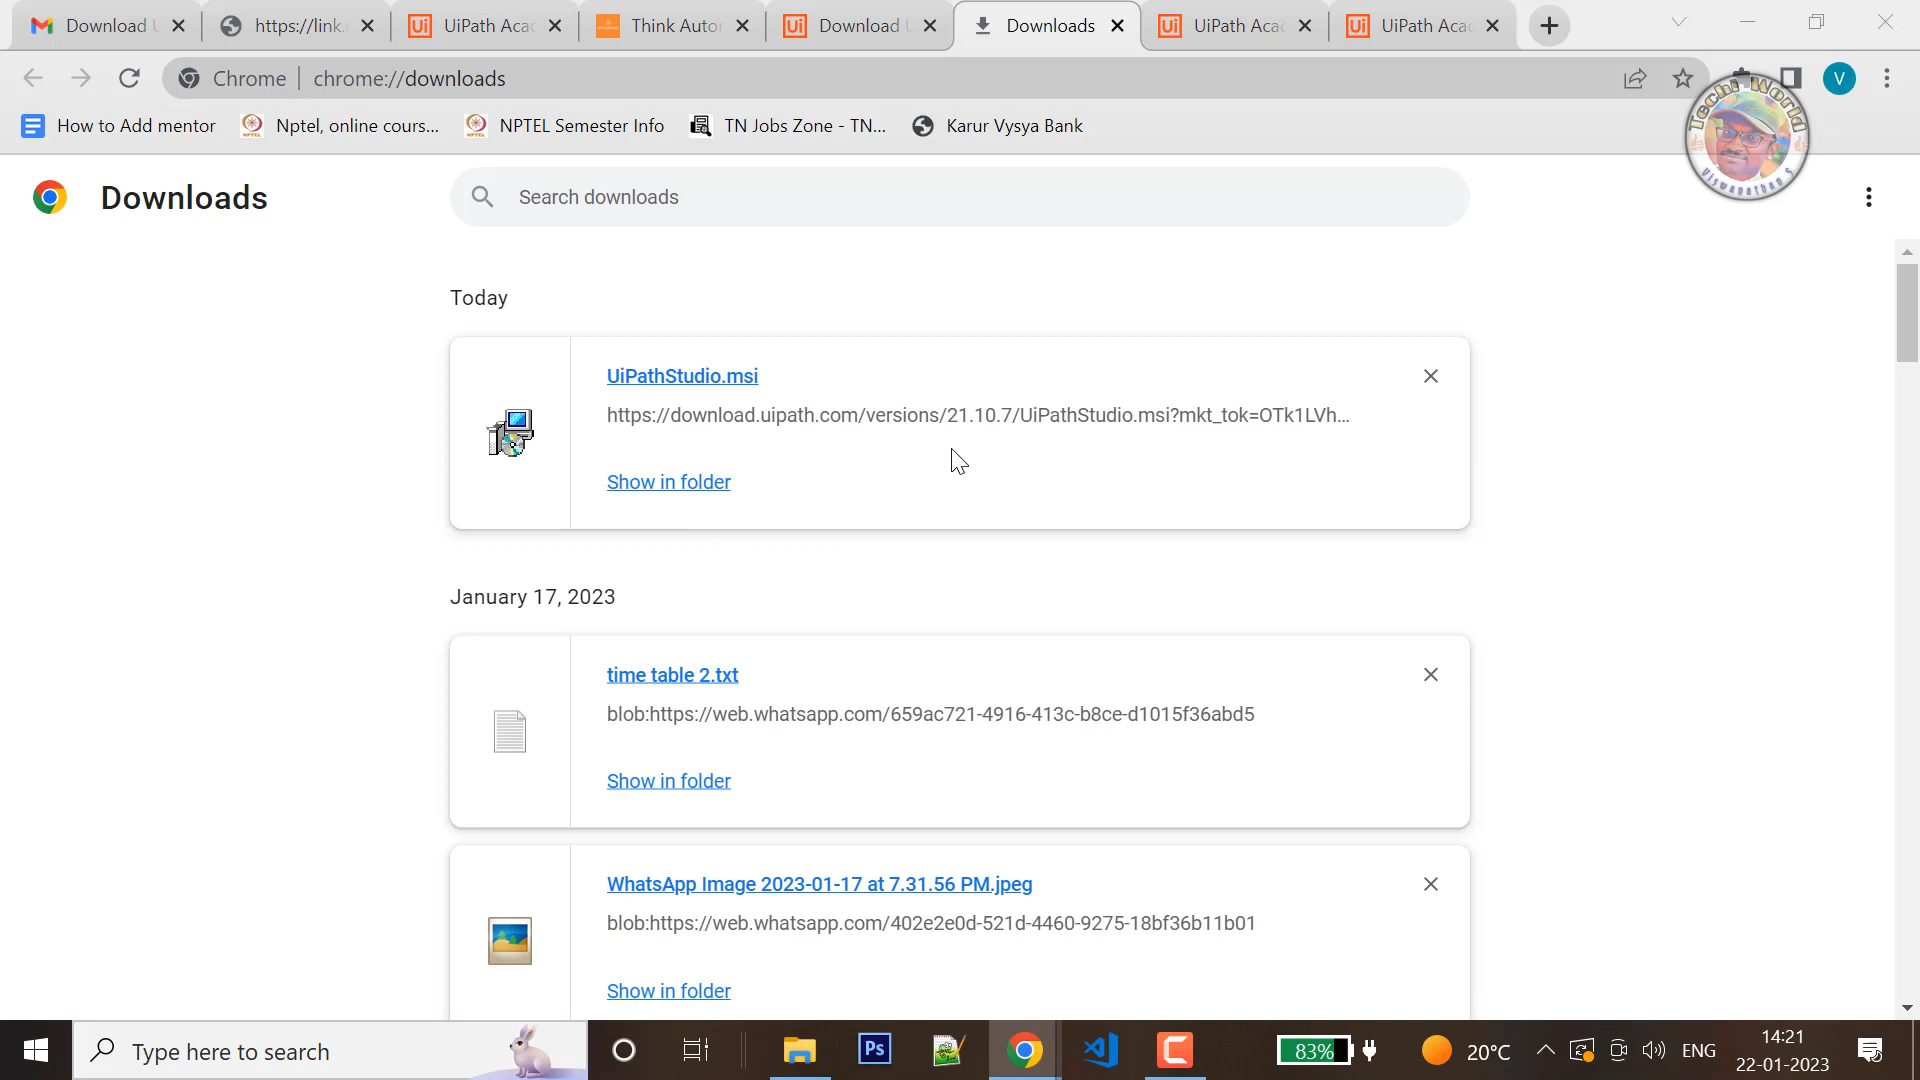 Download U
https://link.u
UiPath Aca
Think Autor
Download U
Downloads
UiPath Aca
UiPath Aca
Chrome
chrome://downloads
V
How to Add mentor
Nptel, online cours...
NPTEL Semester Info
TN Jobs Zone - TN...
Karur Vysya Bank
Techi World
Viswanathan S
Downloads
Search downloads
Today
UiPathStudio.msi
https://download.uipath.com/versions/21.10.7/UiPathStudio.msi?mkt_tok=OTk1LVh...
Show in folder
January 17, 2023
time table 2.txt
blob:https://web.whatsapp.com/659ac721-4916-413c-b8ce-d1015f36abd5
Show in folder
WhatsApp Image 2023-01-17 at 7.31.56 PM.jpeg
blob:https://web.whatsapp.com/402e2e0d-521d-4460-9275-18bf36b11b01
Show in folder
Type here to search
Ps
83%
20°C
ENG
14:21
22-01-2023